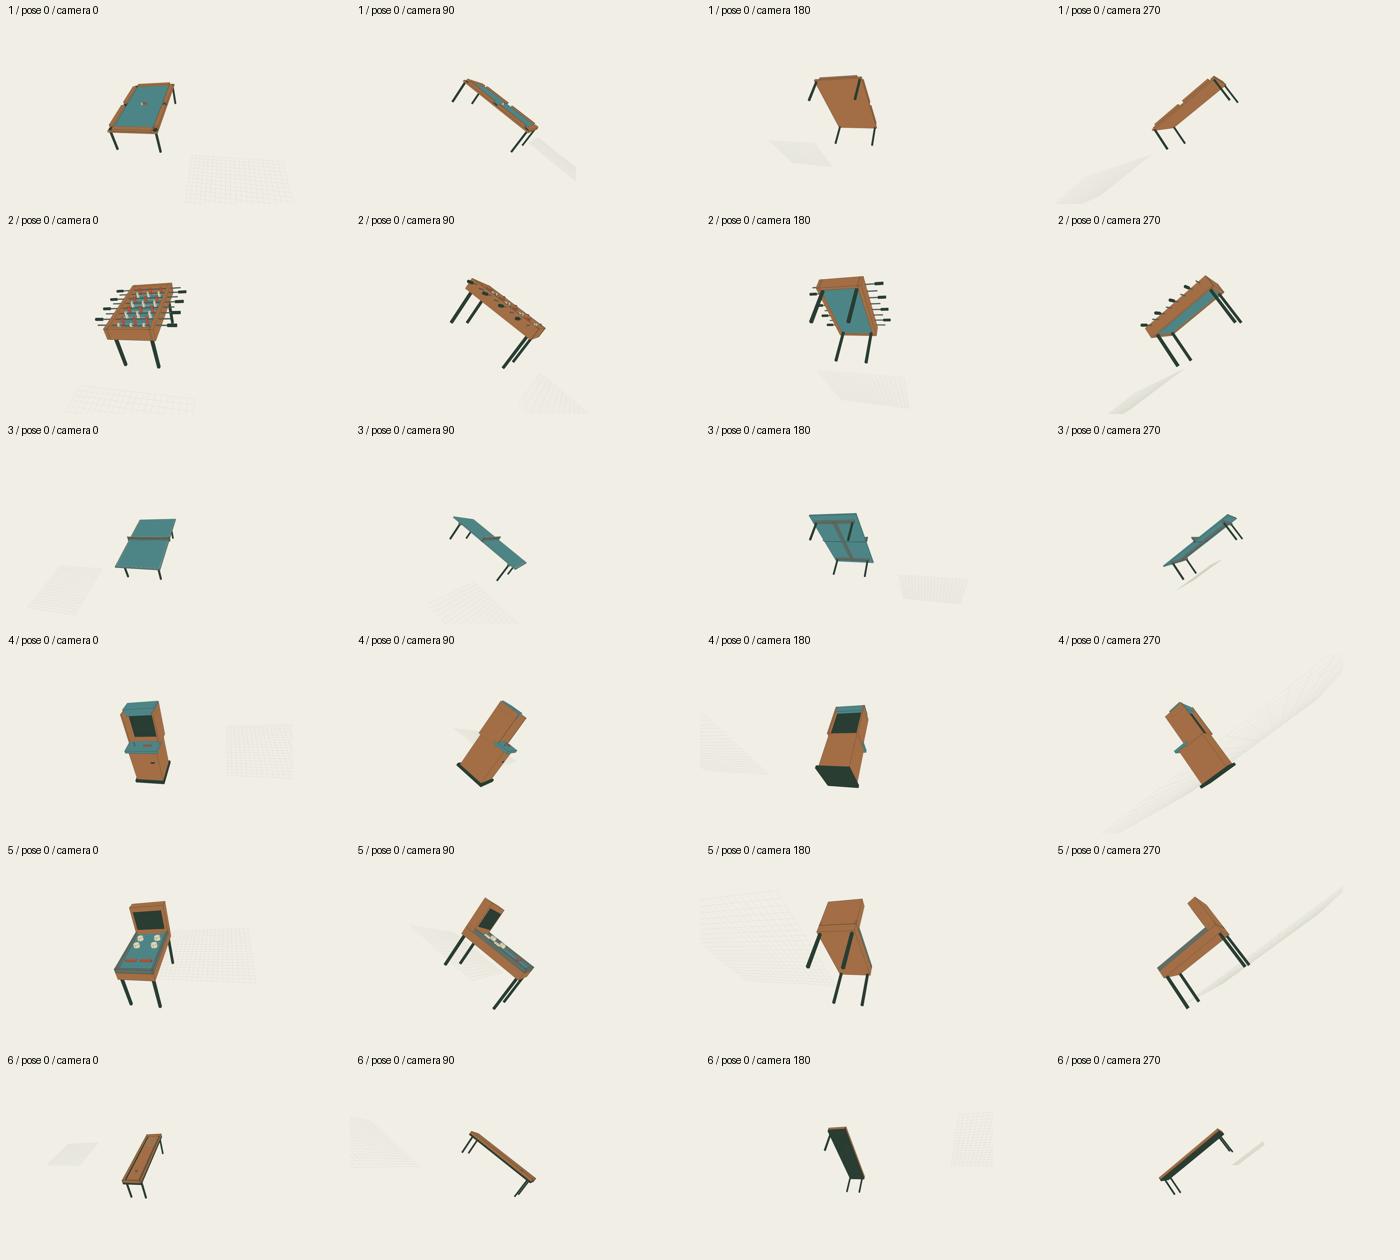 1 / pose 0 / camera 0
1 / pose 0 / camera 90
1 / pose 0 / camera 180
1 / pose 0 / camera 270
2 / pose 0 / camera 0
2 / pose 0 / camera 90
2 / pose 0 / camera 180
2 / pose 0 / camera 270
3 / pose 0 / camera 0
3 / pose 0 / camera 90
3 / pose 0 / camera 180
3 / pose 0 / camera 270
4 / pose 0 / camera 0
4 / pose 0 / camera 90
4 / pose 0 / camera 180
4 / pose 0 / camera 270
5 / pose 0 / camera 0
5 / pose 0 / camera 90
5 / pose 0 / camera 180
5 / pose 0 / camera 270
6 / pose 0 / camera 0
6 / pose 0 / camera 90
6 / pose 0 / camera 180
6 / pose 0 / camera 270